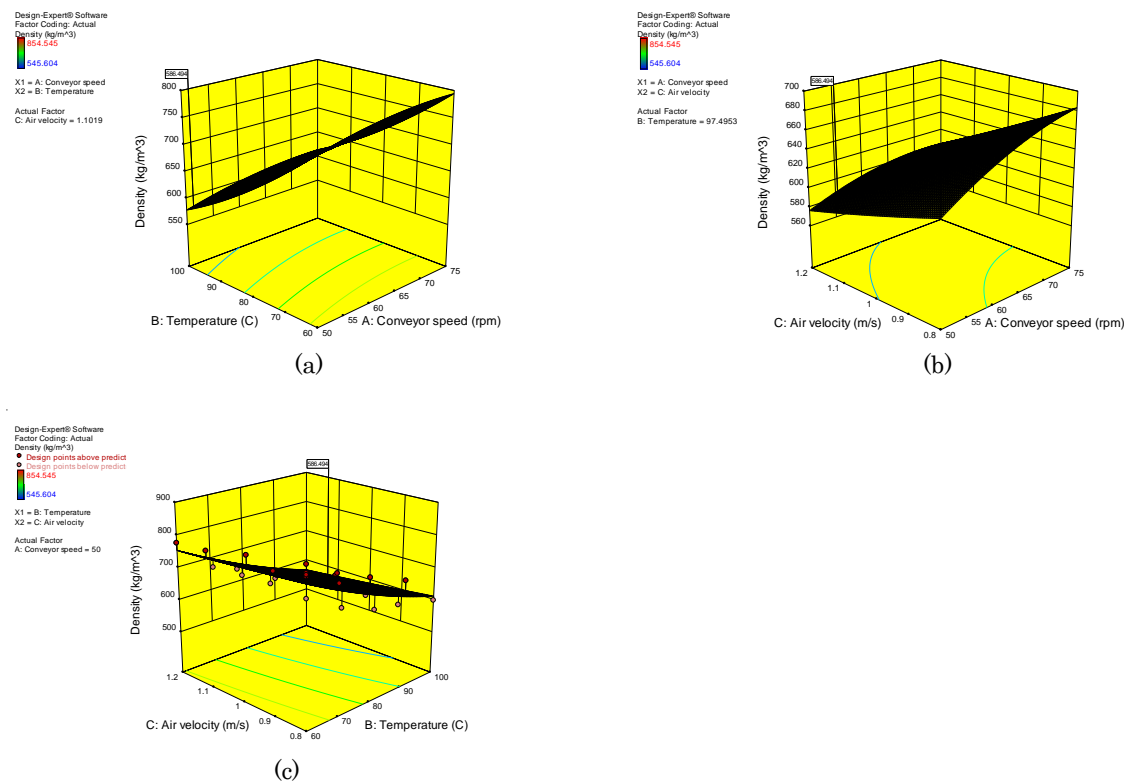 Design-Expert® Software
Factor Coding: Actual
Density (kg/m^3)
854.545
545.604
X1 = A: Conveyor speed
X2 = B: Temperature
Actual Factor
C: Air velocity = 1.1019
586.494
800
750
700
650
600
550
Density (kg/m^3)
100
90
80
70
60
50
55
60
65
70
75
B: Temperature (C)
A: Conveyor speed (rpm)
(a)
Design-Expert® Software
Factor Coding: Actual
Density (kg/m^3)
854.545
545.604
X1 = A: Conveyor speed
X2 = C: Air velocity
Actual Factor
B: Temperature = 97.4953
586.494
700
680
660
640
620
600
580
560
Density (kg/m^3)
1.2
1.1
1
0.9
0.8
50
55
60
65
70
75
C: Air velocity (m/s)
A: Conveyor speed (rpm)
(b)
Design-Expert® Software
Factor Coding: Actual
Density (kg/m^3)
Design points above predict
Design points below predict
854.545
545.604
X1 = B: Temperature
X2 = C: Air velocity
Actual Factor
A: Conveyor speed = 50
586.494
900
800
700
600
500
Density (kg/m^3)
1.2
1.1
1
0.9
0.8
60
70
80
90
100
C: Air velocity (m/s)
B: Temperature (C)
(c)